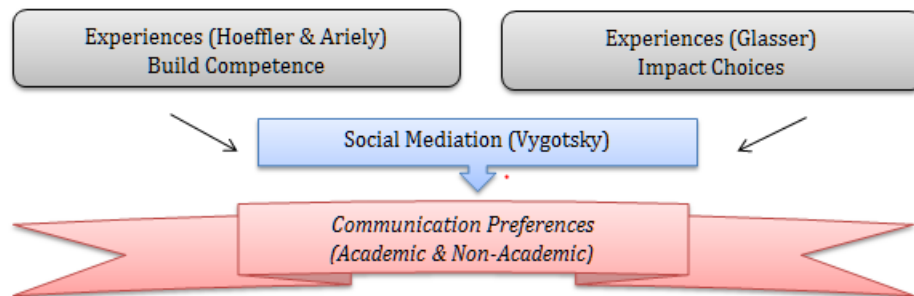 Experiences (Hoeffler & Ariely)
Build Competence
Experiences (Glasser)
Impact Choices
Social Mediation (Vygotsky)
Communication Preferences
(Academic & Non-Academic)